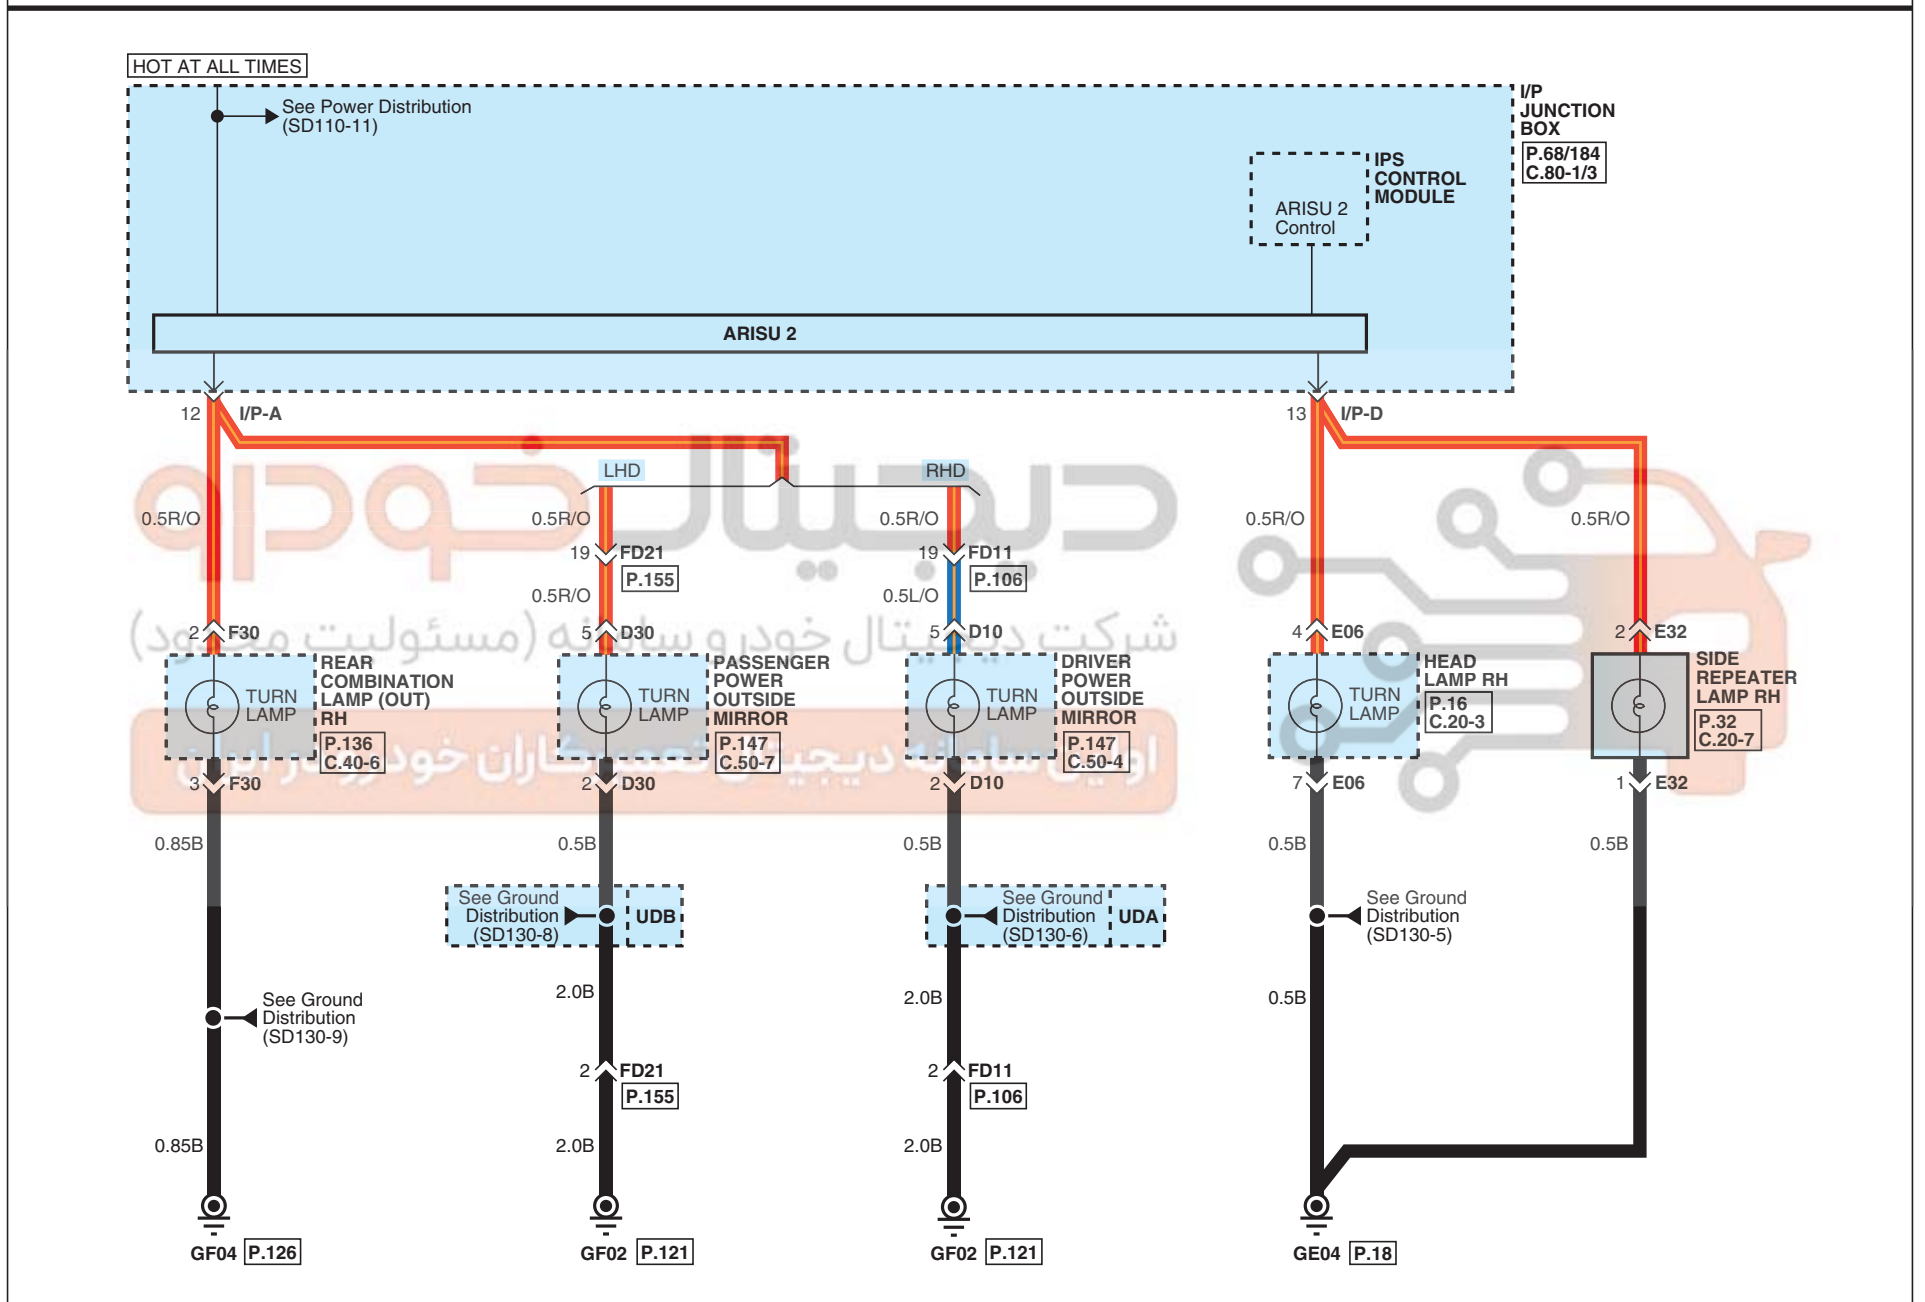 HOT AT ALL TIMES
See Power Distribution
(SD110-11)
I/P
JUNCTION
BOX
P.68/184
C.80-1/3
IPS
CONTROL
MODULE
ARISU 2
Control
ARISU 2
12 I/P-A
13 I/P-D
LHD
RHD
دیجیتال خودرو
0.5R/O
0.5R/O
0.5R/O
0.5R/O
0.5R/O
19 FD21
P.155
19 FD11
P.106
0.5R/O
0.5L/O
شرکت دیجیتال خودرو سامانه (مسئولیت محدود)
2 F30
5 D30
5 D10
4 E06
2 E32
TURN
LAMP
REAR
COMBINATION
LAMP (OUT)
RH
P.136
C.40-6
TURN
LAMP
PASSENGER
POWER
OUTSIDE
MIRROR
P.147
C.50-7
TURN
LAMP
DRIVER
POWER
OUTSIDE
MIRROR
P.147
C.50-4
TURN
LAMP
HEAD
LAMP RH
P.16
C.20-3
SIDE
REPEATER
LAMP RH
P.32
C.20-7
اولین سامانه دیجیتال تعمیرکاران خودرو در ایران
3 F30
2 D30
2 D10
7 E06
1 E32
0.85B
0.5B
0.5B
0.5B
0.5B
See Ground
Distribution
(SD130-8)
UDB
See Ground
Distribution
(SD130-6)
UDA
See Ground
Distribution
(SD130-5)
See Ground
Distribution
(SD130-9)
2.0B
2.0B
0.5B
2 FD21
P.155
2 FD11
P.106
0.85B
2.0B
2.0B
GF04 P.126
GF02 P.121
GF02 P.121
GE04 P.18